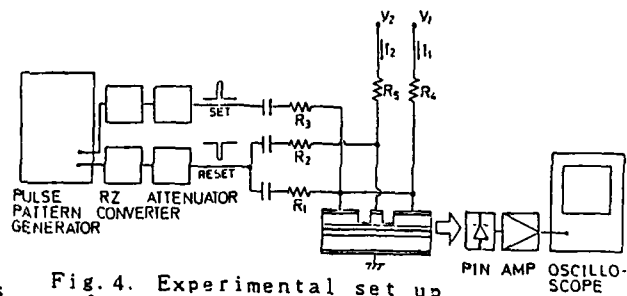 V2 V1
I2 I1
R5 R4
SET
R3
R2
RESET
R1
PULSE PATTERN GENERATOR
RZ CONVERTER
ATTENUATOR
PIN AMP
OSCILLO-SCOPE
s
Fig. 4. Experimental set up